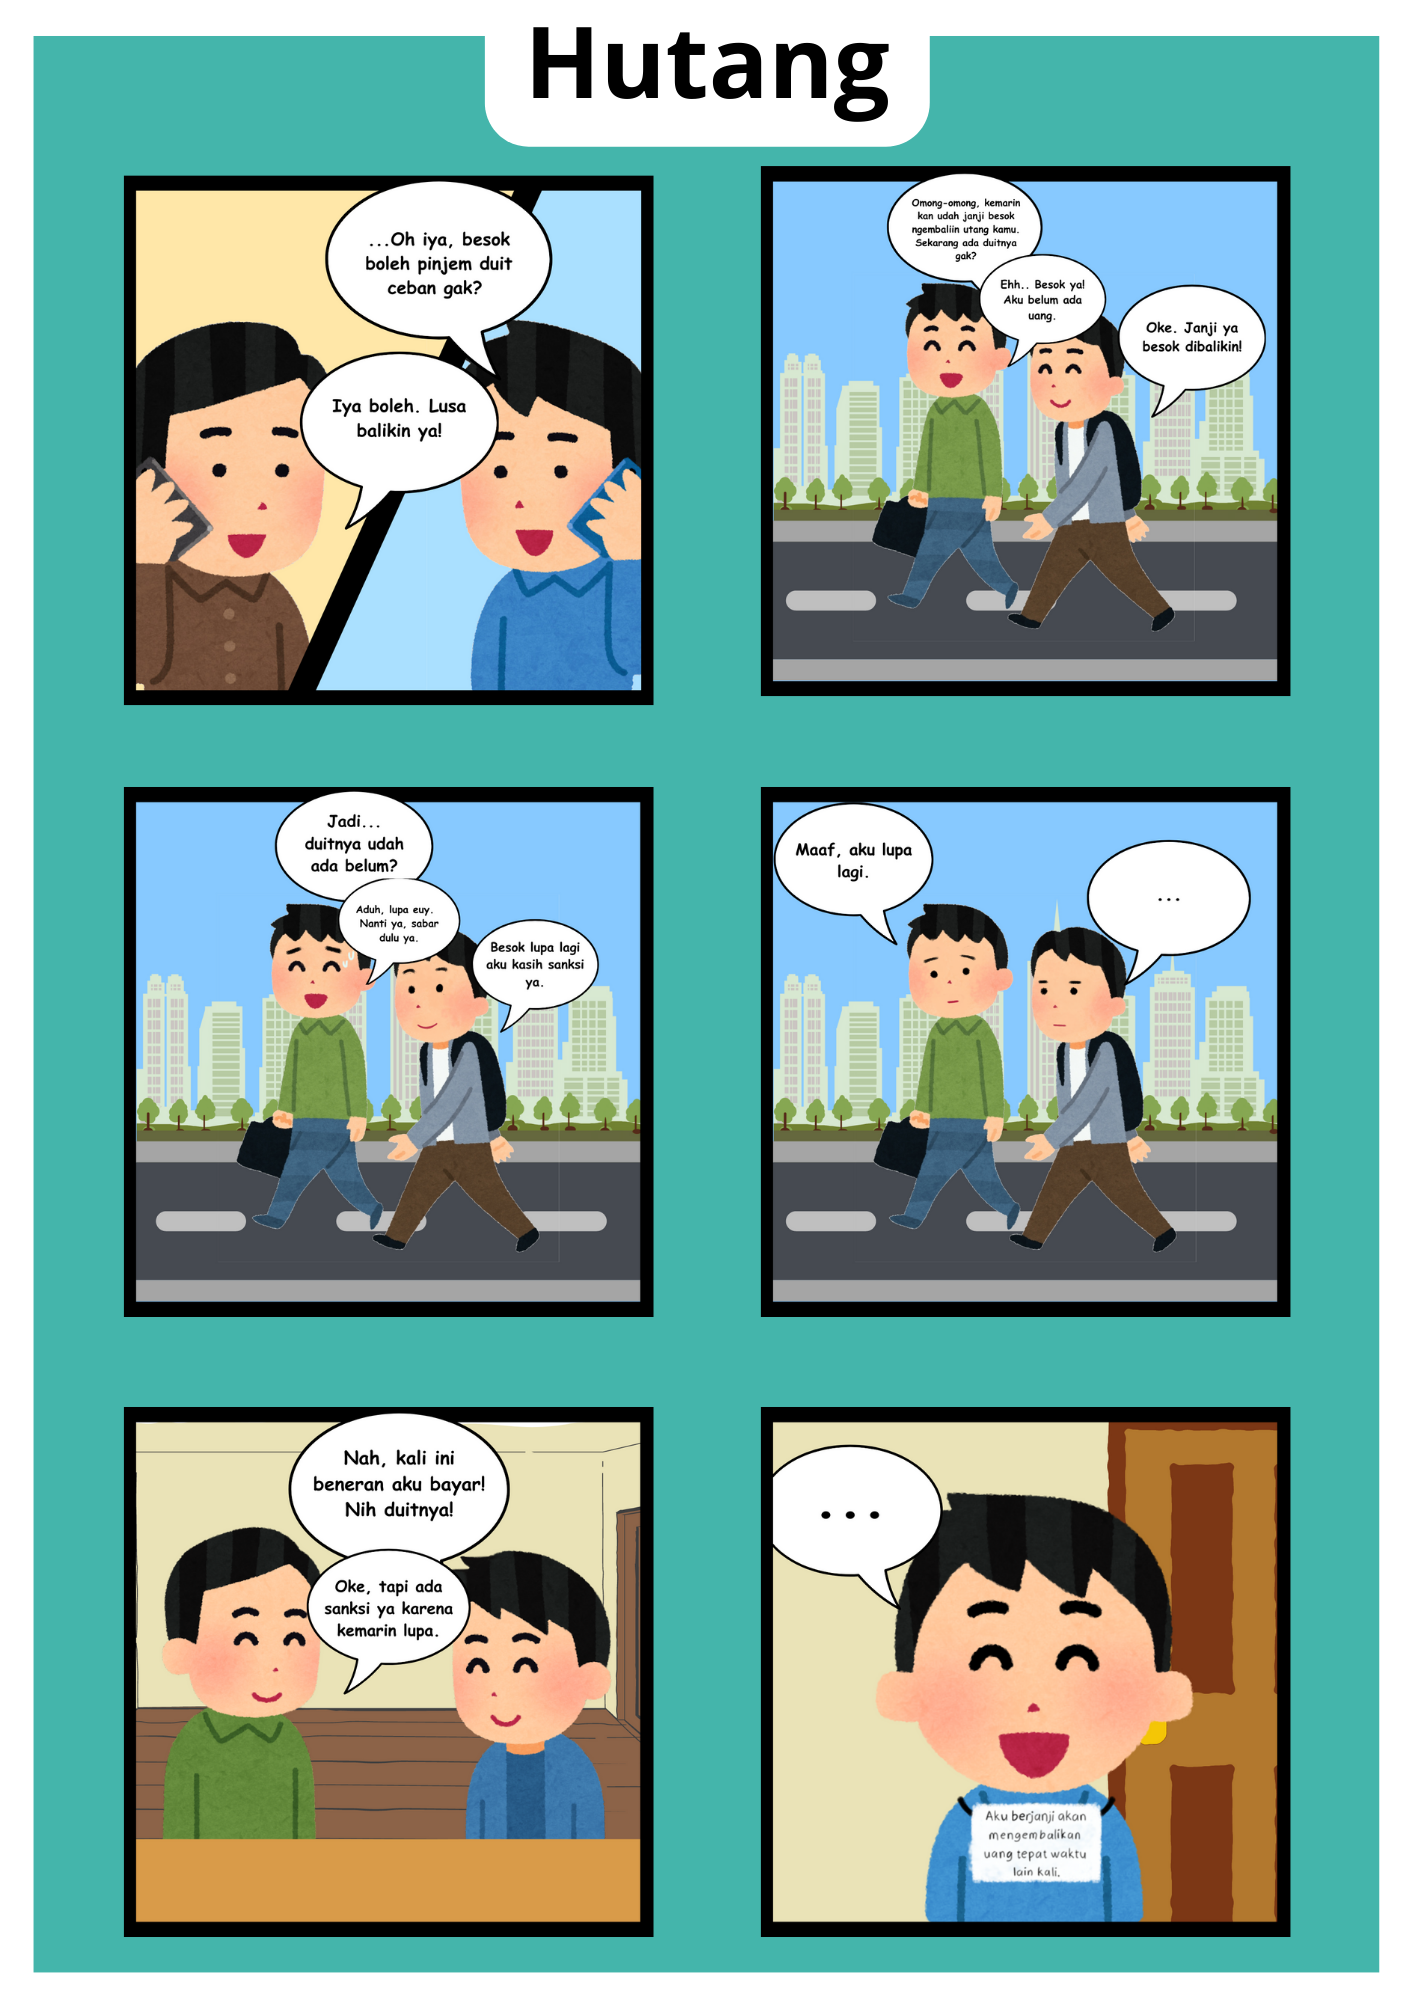 Hutang
...Oh iya, besok
boleh pinjem duit
ceban gak?
Iya boleh. Lusa
balikin ya!
Omong-omong, kemarin
kan udah janji besok
ngembaliin utang kamu.
Sekarang ada duitnya
gak?
Ehh.. Besok ya!
Aku belum ada
uang.
Oke. Janji ya
besok dibalikin!
Jadi...
duitnya udah
ada belum?
Aduh, lupa euy.
Nanti ya, sabar
dulu ya.
Besok lupa lagi
aku kasih sanksi
ya.
Maaf, aku lupa
lagi.
...
Nah, kali ini
beneran aku bayar!
Nih duitnya!
Oke, tapi ada
sanksi ya karena
kemarin lupa.
...
Aku berjanji akan
mengembalikan
uang tepat waktu
lain kali.